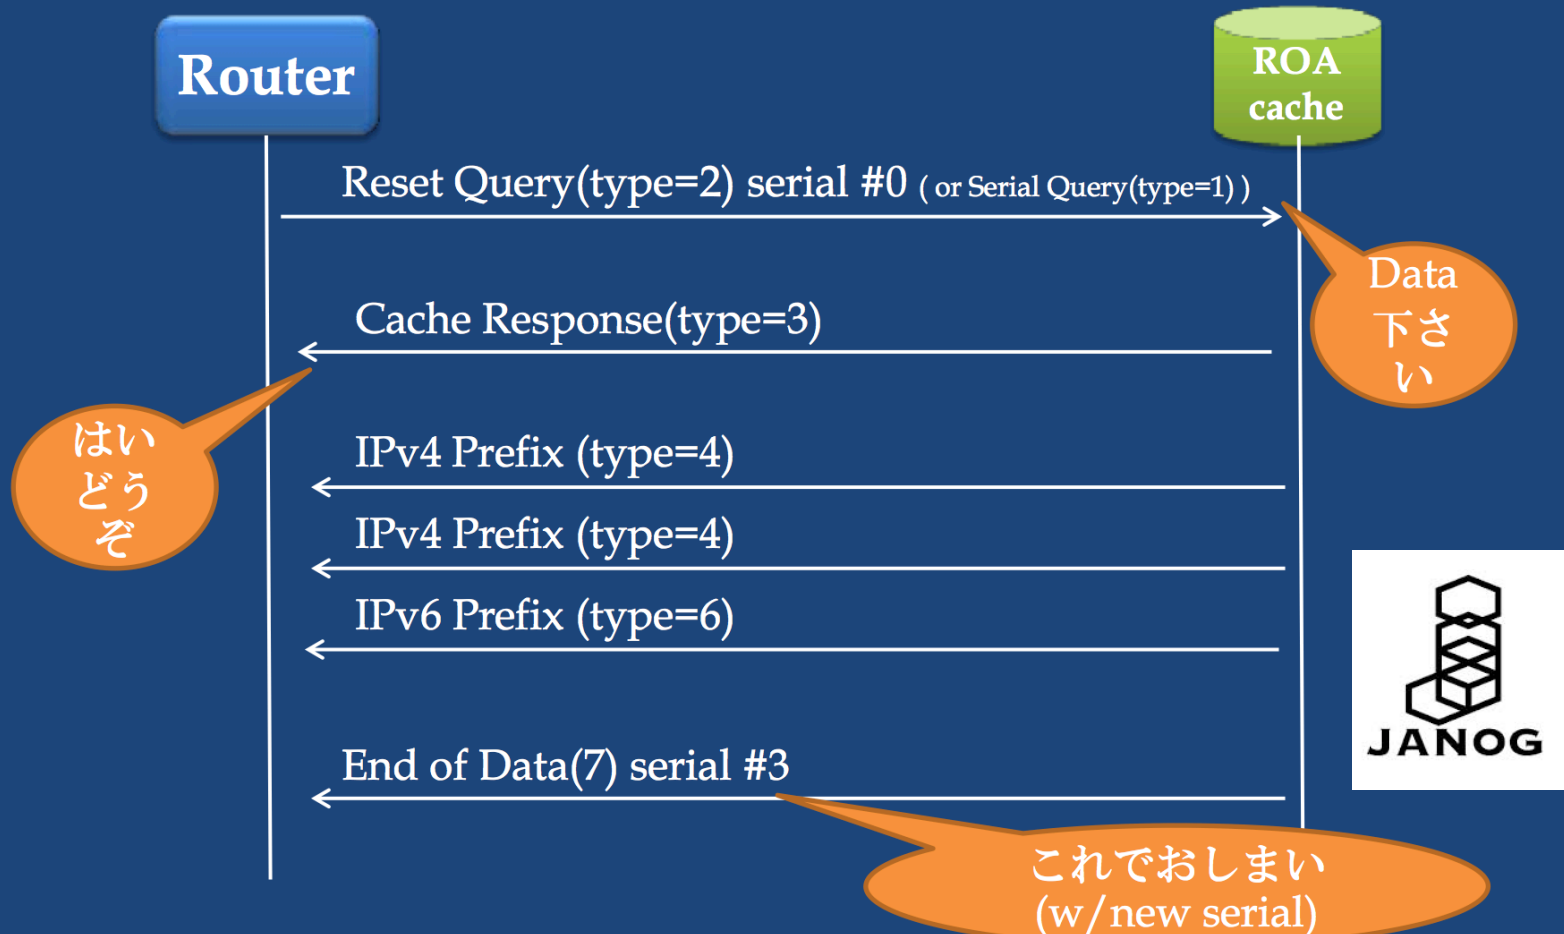 Router
ROA
cache
Reset Query(type=2) serial #0 ( or Serial Query(type=1) )
Data
下さ
い
Cache Response(type=3)
はい
どう
ぞ
IPv4 Prefix (type=4)
IPv4 Prefix (type=4)
IPv6 Prefix (type=6)
JANOG
End of Data(7) serial #3
これでおしまい
(w/new serial)